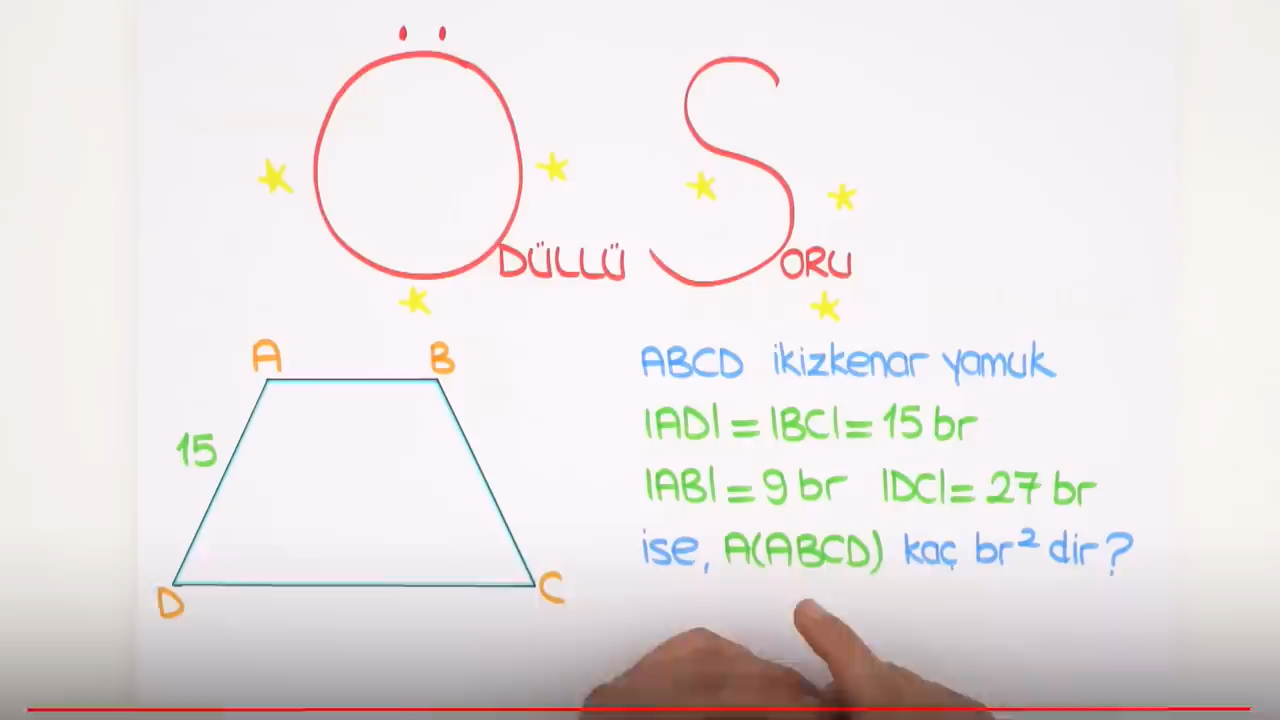 ÖDÜLLÜ SORU
A B
15
D C
ABCD ikizkenar yamuk
|AD| = |BC| = 15 br
|AB| = 9 br |DC| = 27 br
ise, A(ABCD) kaç br² dir?